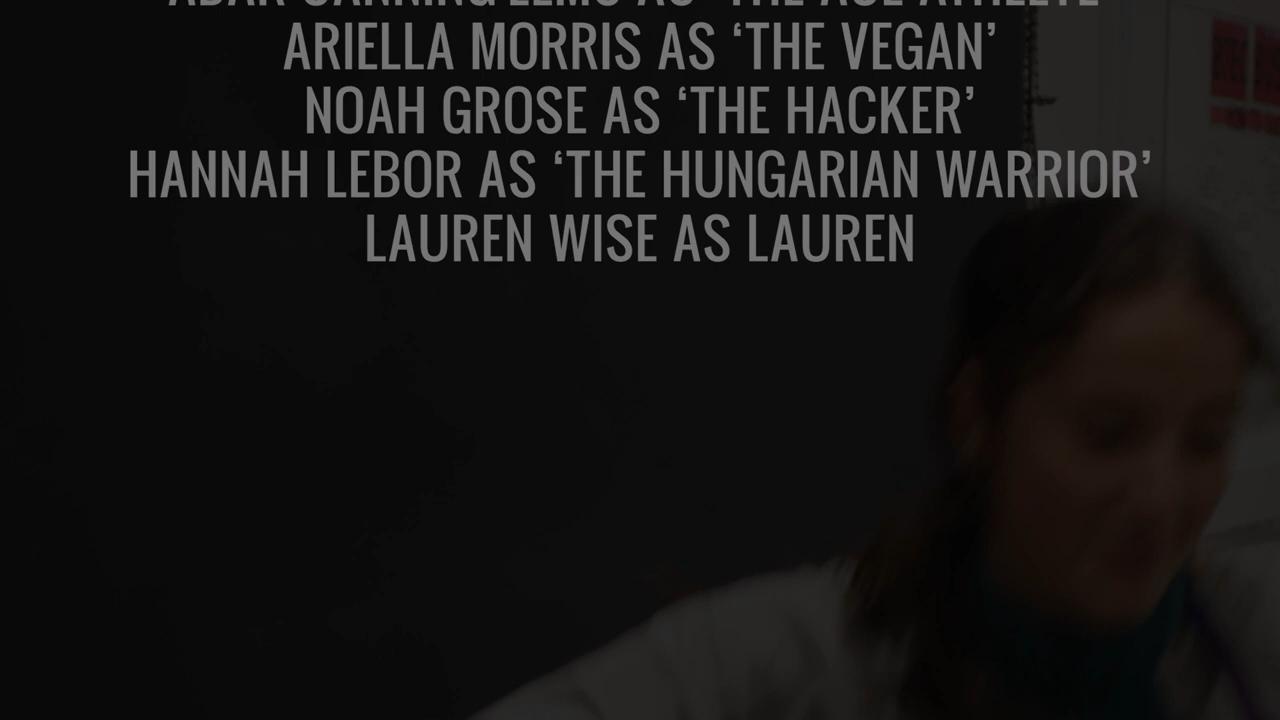 ARIELLA MORRIS AS ‘THE VEGAN’
NOAH GROSE AS ‘THE HACKER’
HANNAH LEBOR AS ‘THE HUNGARIAN WARRIOR’
LAUREN WISE AS LAUREN